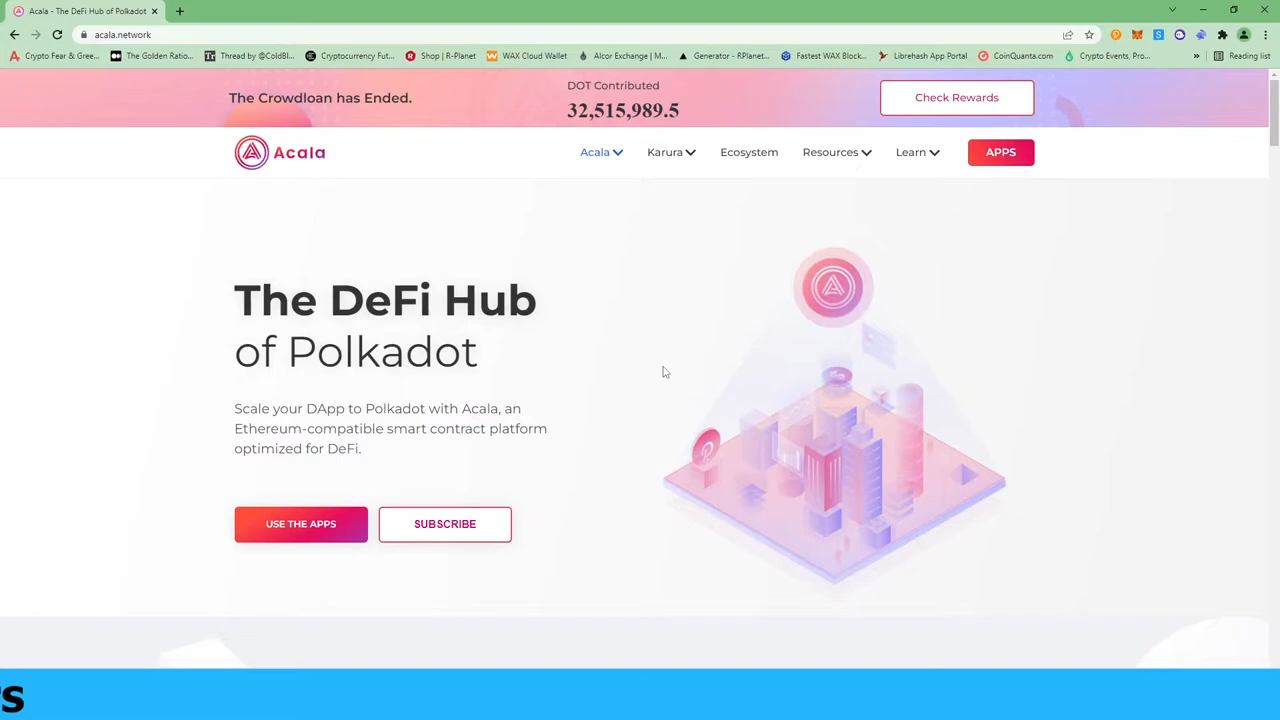 Acala - The DeFi Hub of Polkadot
acala.network
Crypto Fear & Gree... The Golden Ratio... Thread by @ColdBl... Cryptocurrency Fut... Shop | R-Planet WAX Cloud Wallet Alcor Exchange | M... Generator - RPlanet... Fastest WAX Block... Librehash App Portal CoinQuanta.com Crypto Events, Pro... » Reading list
The Crowdloan has Ended.
DOT Contributed
32,515,989.5
Check Rewards
Acala
Acala Karura Ecosystem Resources Learn APPS
The DeFi Hub
of Polkadot
Scale your DApp to Polkadot with Acala, an
Ethereum-compatible smart contract platform
optimized for DeFi.
USE THE APPS SUBSCRIBE